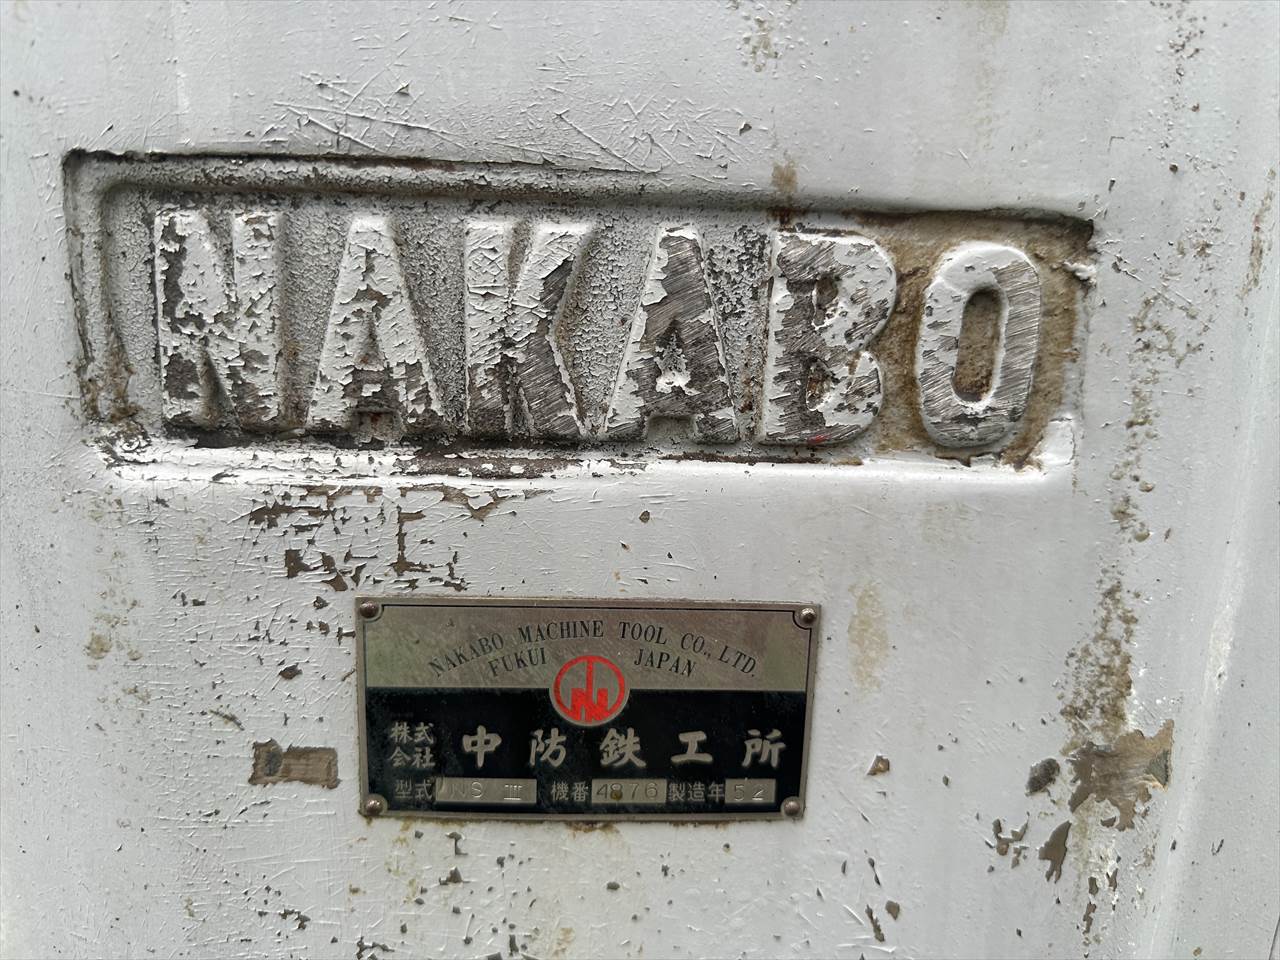 NAKABO
NAKABO MACHINE TOOL CO., LTD.
FUKUI JAPAN
株式会社 中防鉄工所
型式 NS III 機番 4876 製造年 52